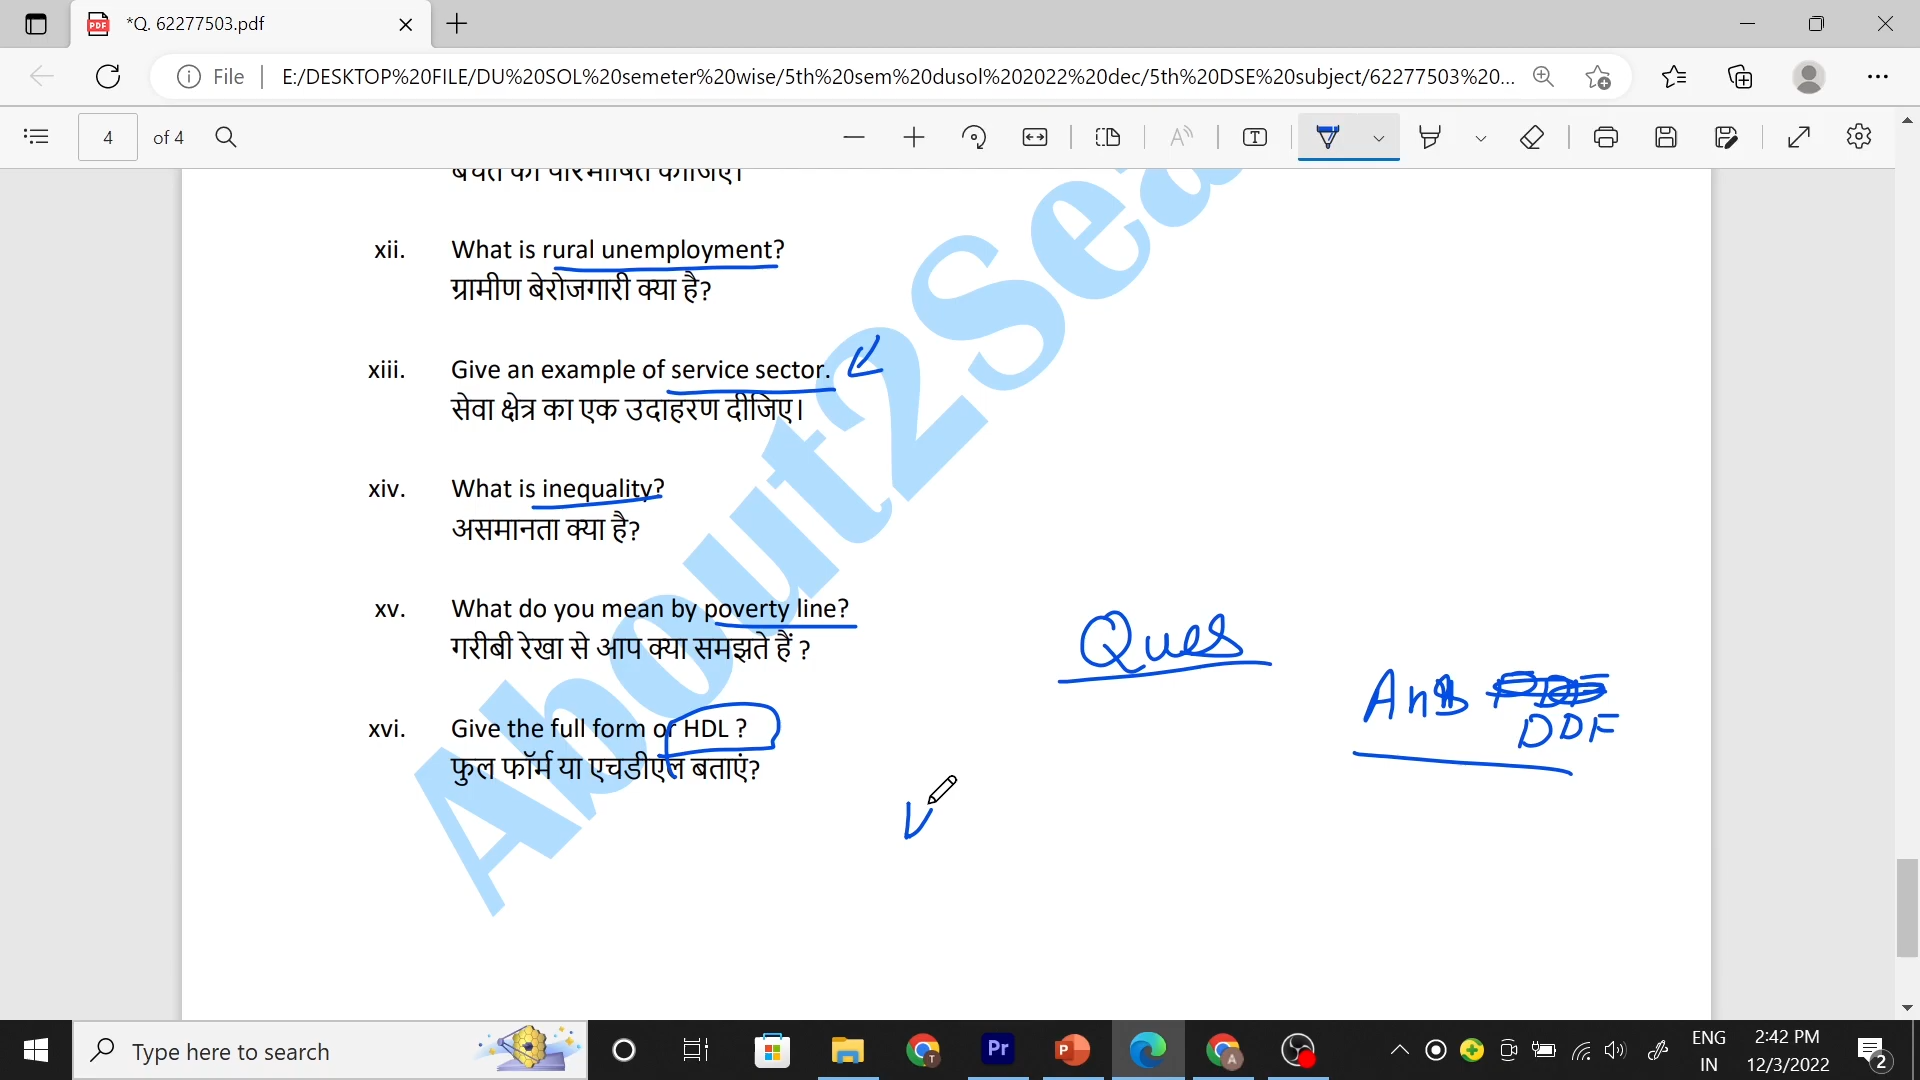 *Q. 62277503.pdf
File
E:/DESKTOP%20FILE/DU%20SOL%20semeter%20wise/5th%20sem%20dusol%202022%20dec/5th%20DSE%20subject/62277503%20...
4 of 4
बचत को परिभाषित कीजिए।
xii. What is rural unemployment?
ग्रामीण बेरोजगारी क्या है?
xiii. Give an example of service sector.
सेवा क्षेत्र का एक उदाहरण दीजिए।
xiv. What is inequality?
असमानता क्या है?
xv. What do you mean by poverty line?
गरीबी रेखा से आप क्या समझते हैं ?
Ques
xvi. Give the full form or HDL ?
फुल फॉर्म या एचडीएल बताएं?
About2Sea
Type here to search
ENG
IN
2:42 PM
12/3/2022
2